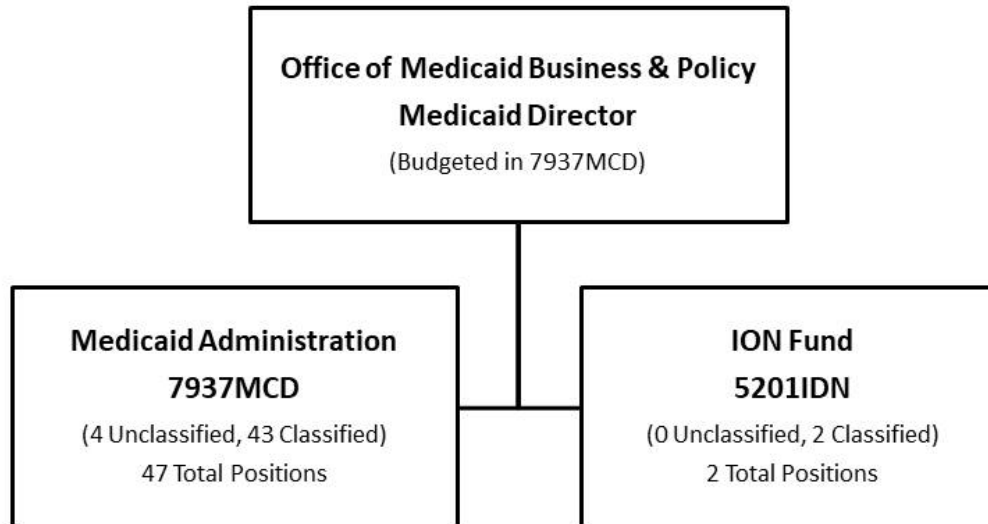 Office of Medicaid Business & Policy
Medicaid Director
(Budgeted in 7937MCD)
Medicaid Administration
7937MCD
(4 Unclassified, 43 Classified)
47 Total Positions
ION Fund
5201IDN
(0 Unclassified, 2 Classified)
2 Total Positions